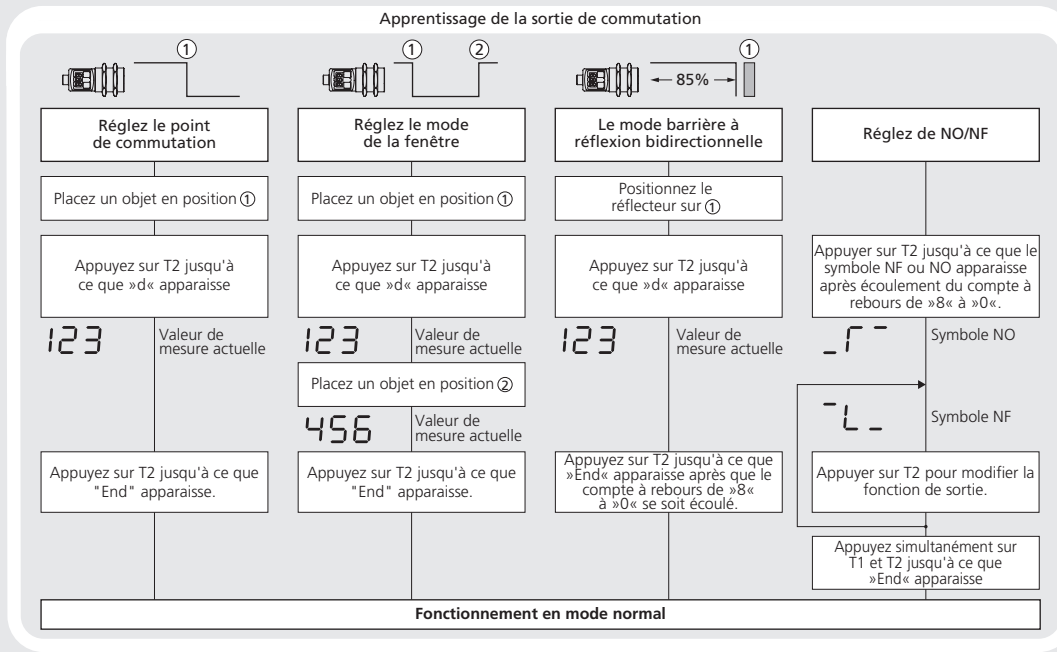 Apprentissage de la sortie de commutation
①
① ②
①
85%
Réglez le point
de commutation
Placez un objet en position ①
Appuyez sur T2 jusqu'à
ce que »d« apparaisse
123
Valeur de
mesure actuelle
Appuyez sur T2 jusqu'à ce que
"End" apparaisse.
Réglez le mode
de la fenêtre
Placez un objet en position ①
Appuyez sur T2 jusqu'à
ce que »d« apparaisse
123
Valeur de
mesure actuelle
Placez un objet en position ②
456
Valeur de
mesure actuelle
Appuyez sur T2 jusqu'à ce que
"End" apparaisse.
Le mode barrière à
réflexion bidirectionnelle
Positionnez le
réflecteur sur ①
Appuyez sur T2 jusqu'à
ce que »d« apparaisse
123
Valeur de
mesure actuelle
Appuyez sur T2 jusqu'à ce que
»End« apparaisse après que le
compte à rebours de »8«
à »0« se soit écoulé.
Réglez de NO/NF
Appuyer sur T2 jusqu'à ce que le
symbole NF ou NO apparaisse
après écoulement du compte à
rebours de »8« à »0«.
Symbole NO
Symbole NF
Appuyer sur T2 pour modifier la
fonction de sortie.
Appuyez simultanément sur
T1 et T2 jusqu'à ce que
»End« apparaisse
Fonctionnement en mode normal